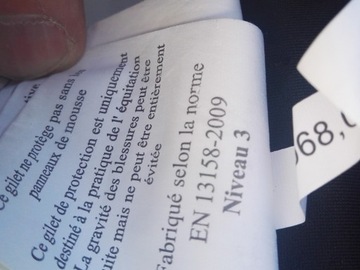 Ce gilet ne protège pas sans
panneaux de mousse
Ce gilet de protection est uniquement
destiné à la pratique de l' équitation
La gravité des blessures peut être
uite mais ne peut être entièrement
évitée
Fabriqué selon la norme
EN 13158-2009
Niveau 3
68,